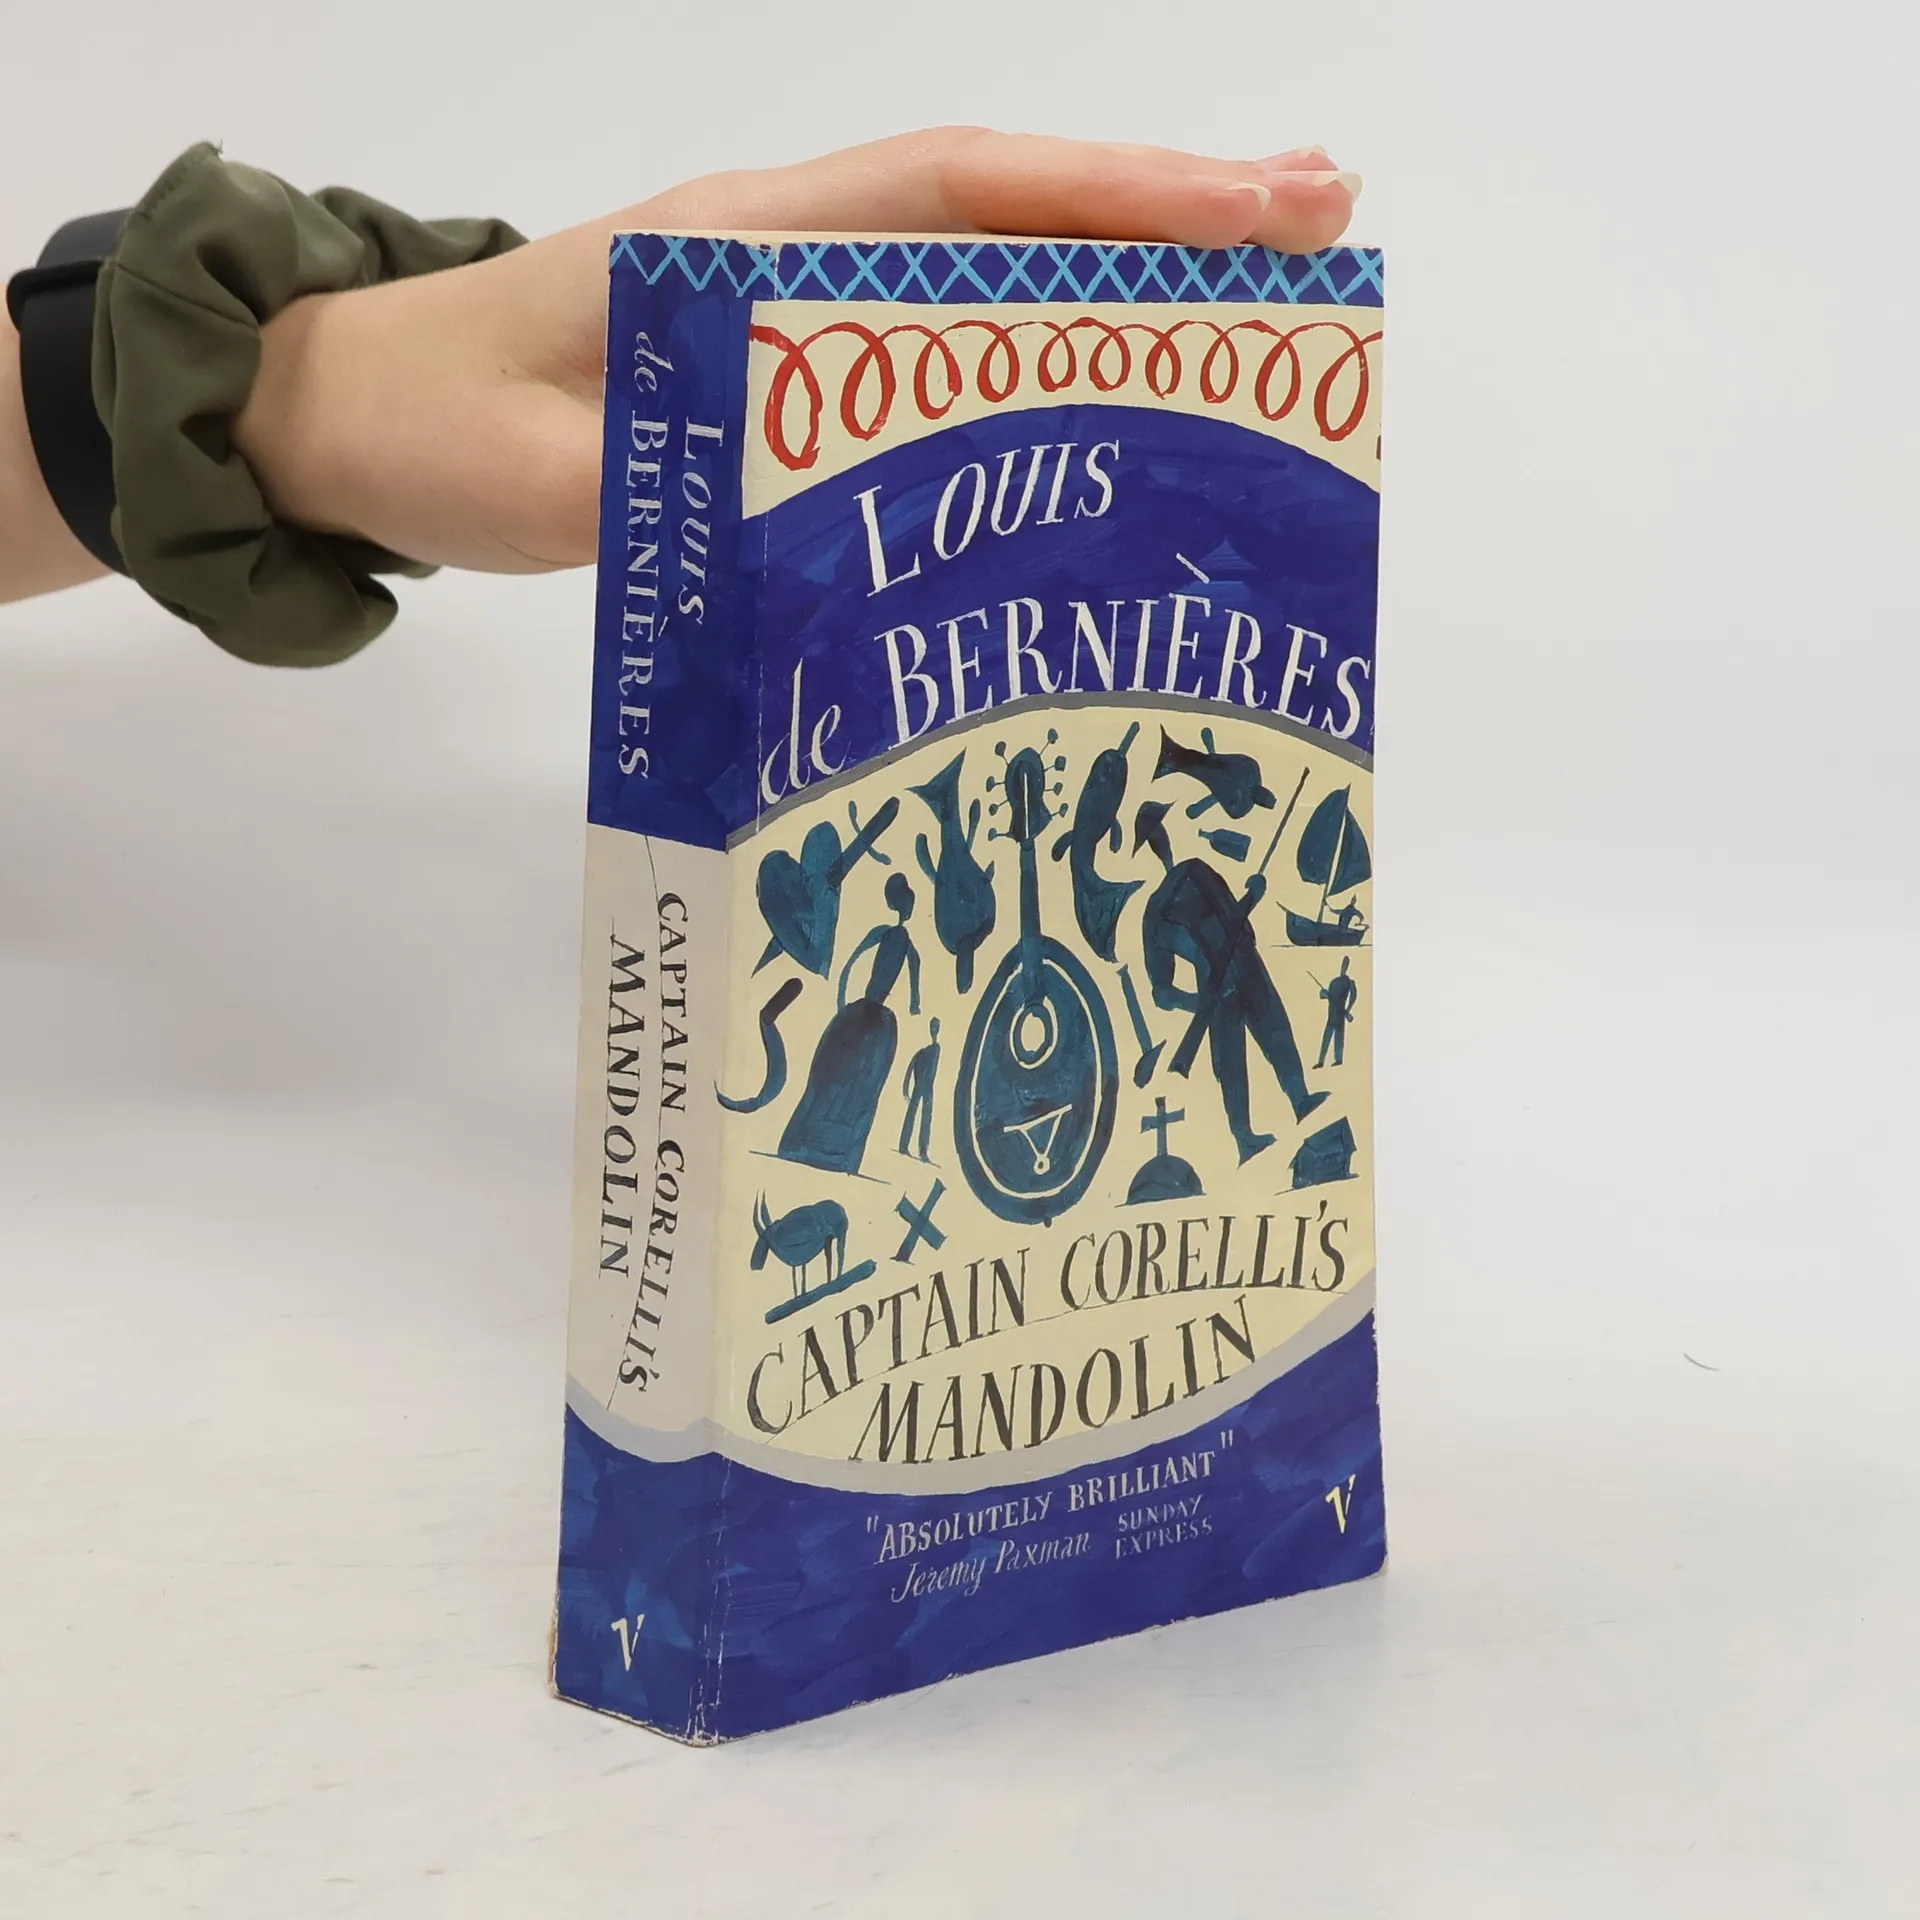 LOUIS
de BERNIÈRES
CAPTAIN CORELLI'S
MANDOLIN
V
LOUIS
de BERNIÈRES
CAPTAIN CORELLI'S
MANDOLIN
"ABSOLUTELY BRILLIANT"
Jeremy Paxman SUNDAY
EXPRESS
V